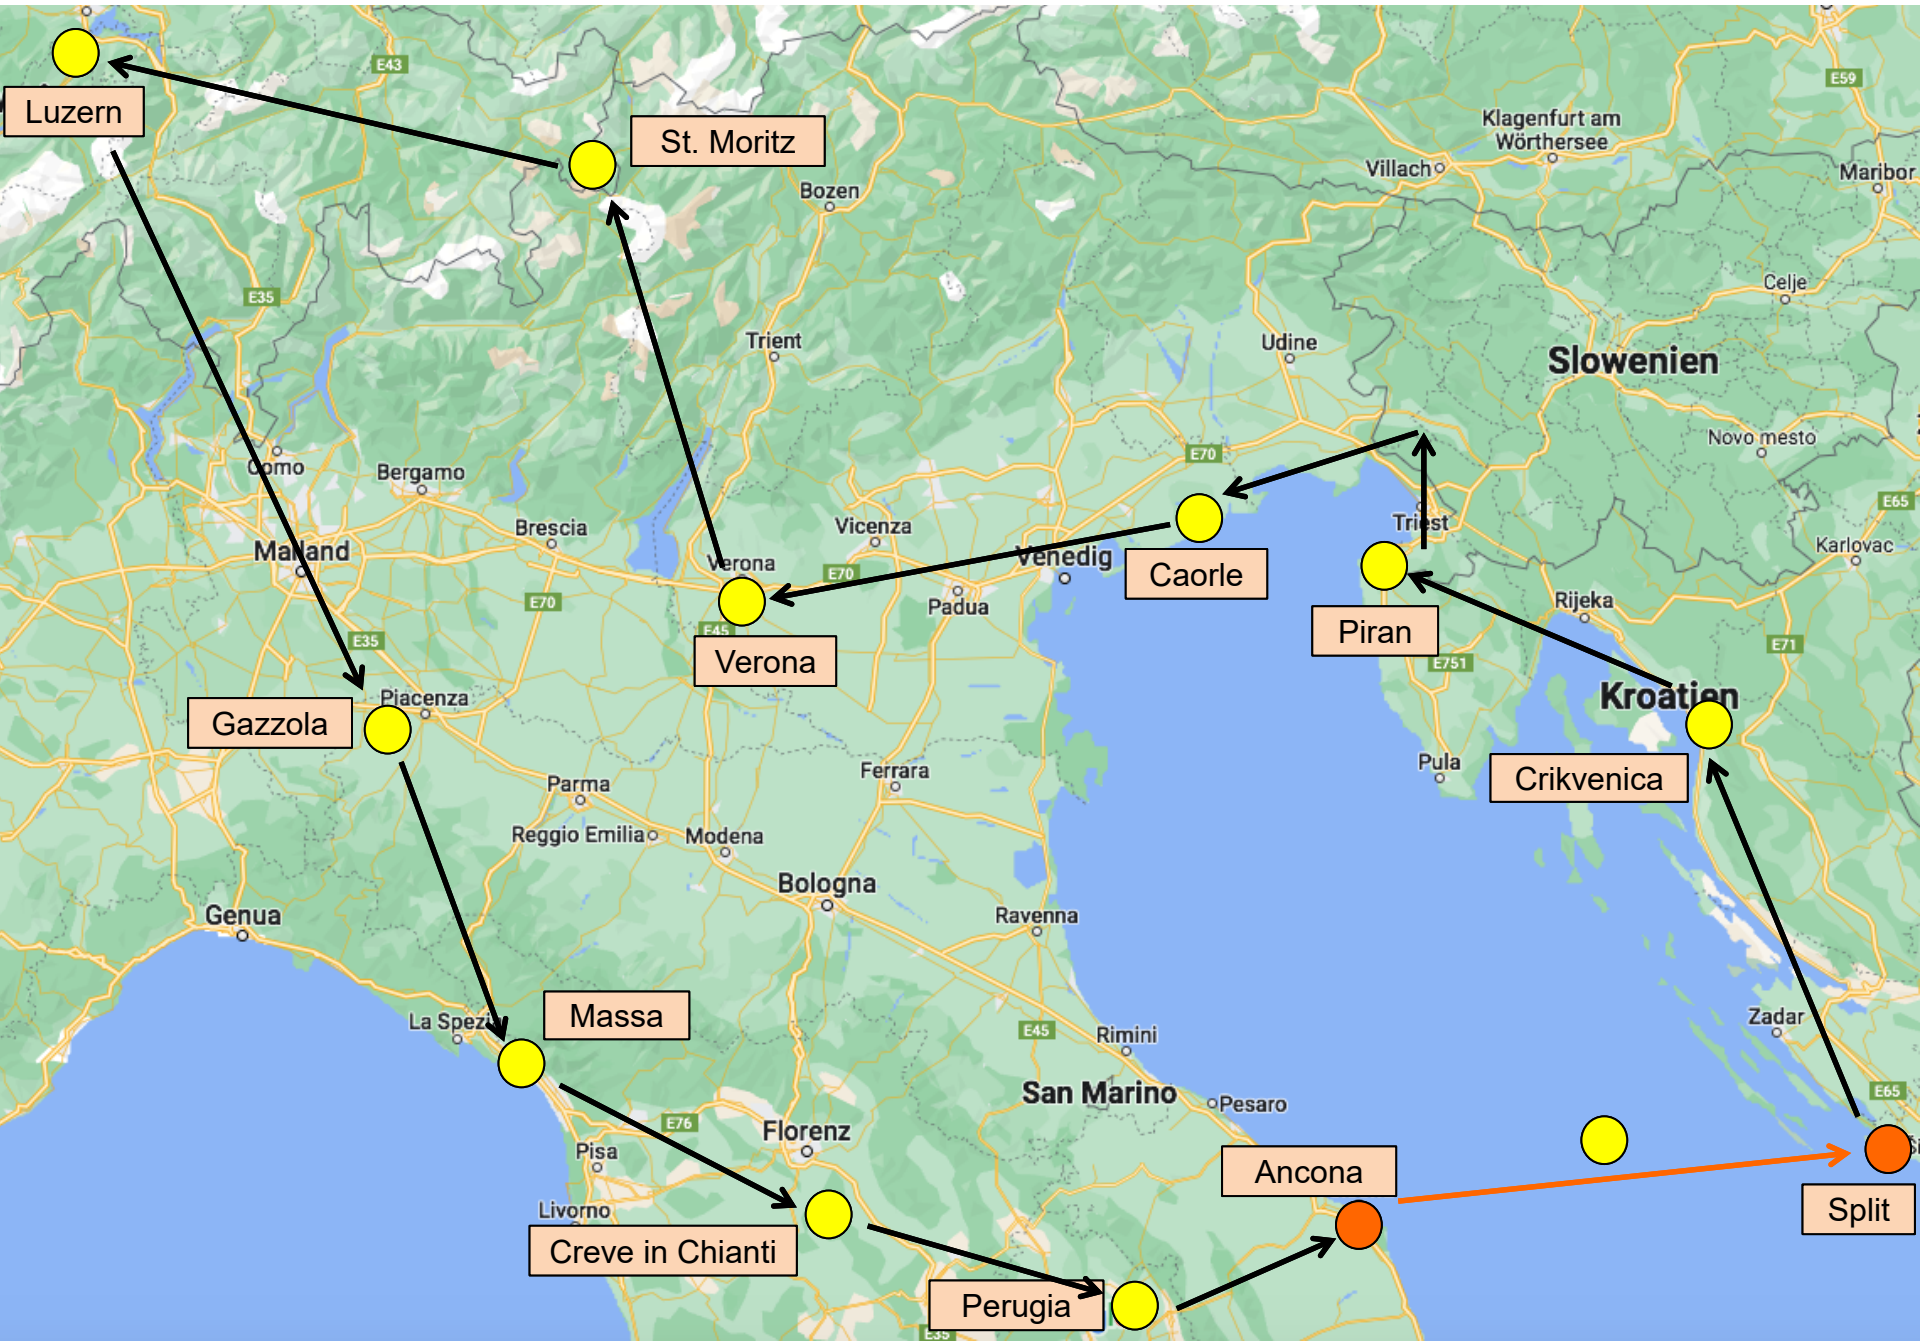 E43
E59
Luzern
St. Moritz
Klagenfurt am
Wörthersee
Villach
Maribor
Bozen
E35
Celje
Trient
Udine
Slowenien
Como
Bergamo
E70
Novo mesto
E65
Brescia
Vicenza
Triest
Mailand
Verona
Venedig
Karlovac
E70
Caorle
E70
Padua
Rijeka
E45
Piran
E35
Verona
E751
E71
Piacenza
Kroatien
Gazzola
Pula
Crikvenica
Parma
Ferrara
Reggio Emilia
Modena
Bologna
Genua
Ravenna
La Spezia
Massa
E45
Rimini
Zadar
San Marino
Pesaro
E65
E76
Florenz
Pisa
Ancona
Livorno
Split
Creve in Chianti
Perugia
E35